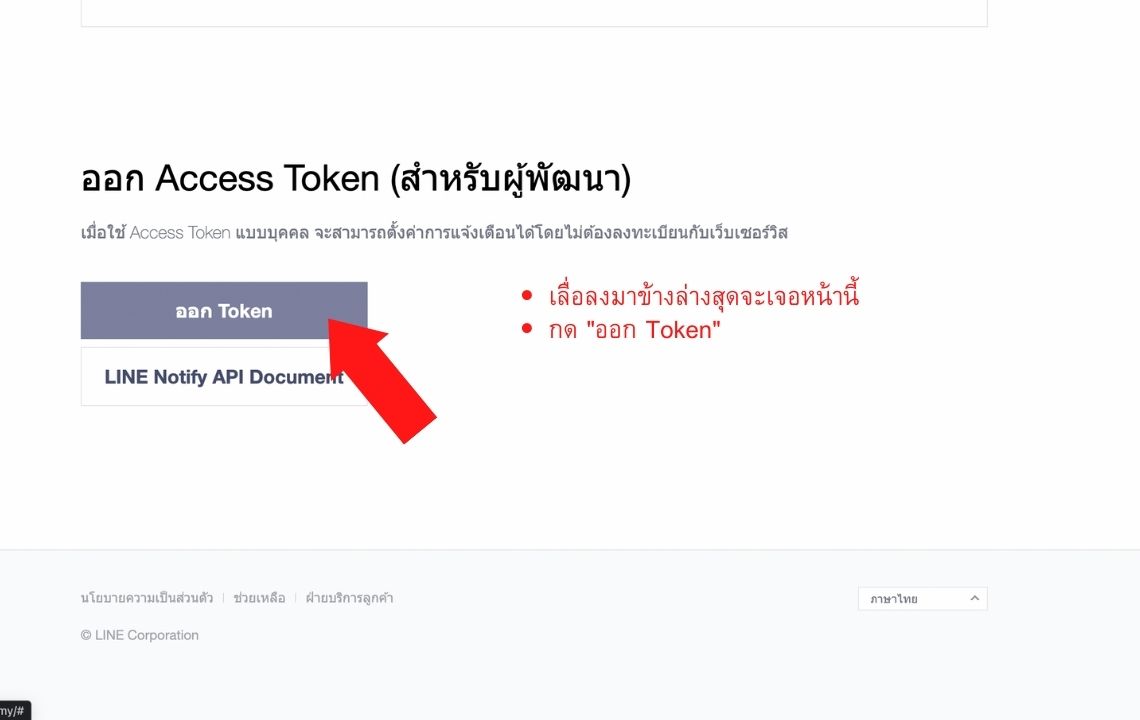 ออก Access Token (สำหรับผู้พัฒนา)
เมื่อใช้ Access Token แบบบุคคล จะสามารถตั้งค่าการแจ้งเตือนได้โดยไม่ต้องลงทะเบียนกับเว็บเซอร์วิส
ออก Token
• เลื่อลงมาข้างล่างสุดจะเจอหน้านี้
• กด "ออก Token"
LINE Notify API Document
นโยบายความเป็นส่วนตัว | ช่วยเหลือ | ฝ่ายบริการลูกค้า
ภาษาไทย
© LINE Corporation
my/#